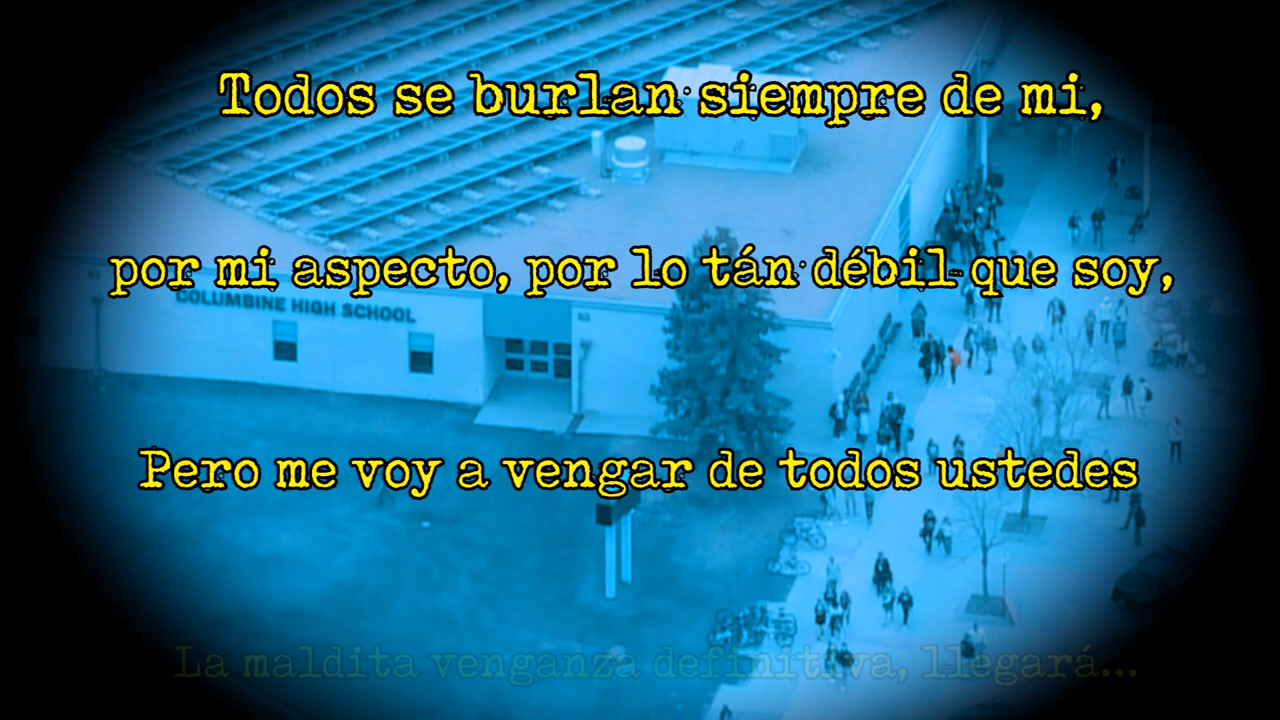 Todos se burlan siempre de mi,
por mi aspecto, por lo tán débil que soy,
COLUMBINE HIGH SCHOOL
Pero me voy a vengar de todos ustedes
La maldita venganza definitiva, llegará...